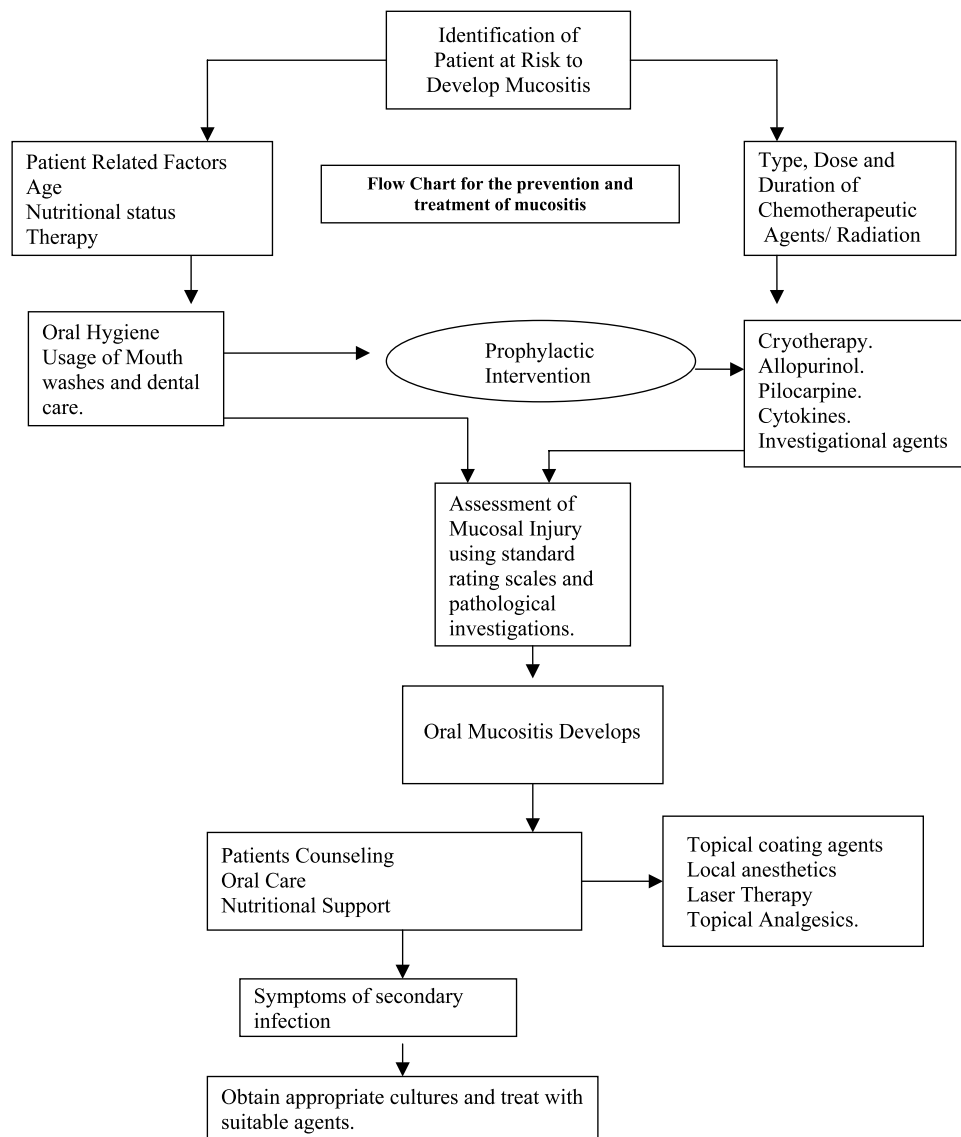 Identification of
Patient at Risk to
Develop Mucositis
Patient Related Factors
Age
Nutritional status
Therapy
Flow Chart for the prevention and
treatment of mucositis
Type, Dose and
Duration of
Chemotherapeutic
Agents/ Radiation
Oral Hygiene
Usage of Mouth
washes and dental
care.
Prophylactic
Intervention
Cryotherapy.
Allopurinol.
Pilocarpine.
Cytokines.
Investigational agents
Assessment of
Mucosal Injury
using standard
rating scales and
pathological
investigations.
Oral Mucositis Develops
Patients Counseling
Oral Care
Nutritional Support
Topical coating agents
Local anesthetics
Laser Therapy
Topical Analgesics.
Symptoms of secondary
infection
Obtain appropriate cultures and treat with
suitable agents.